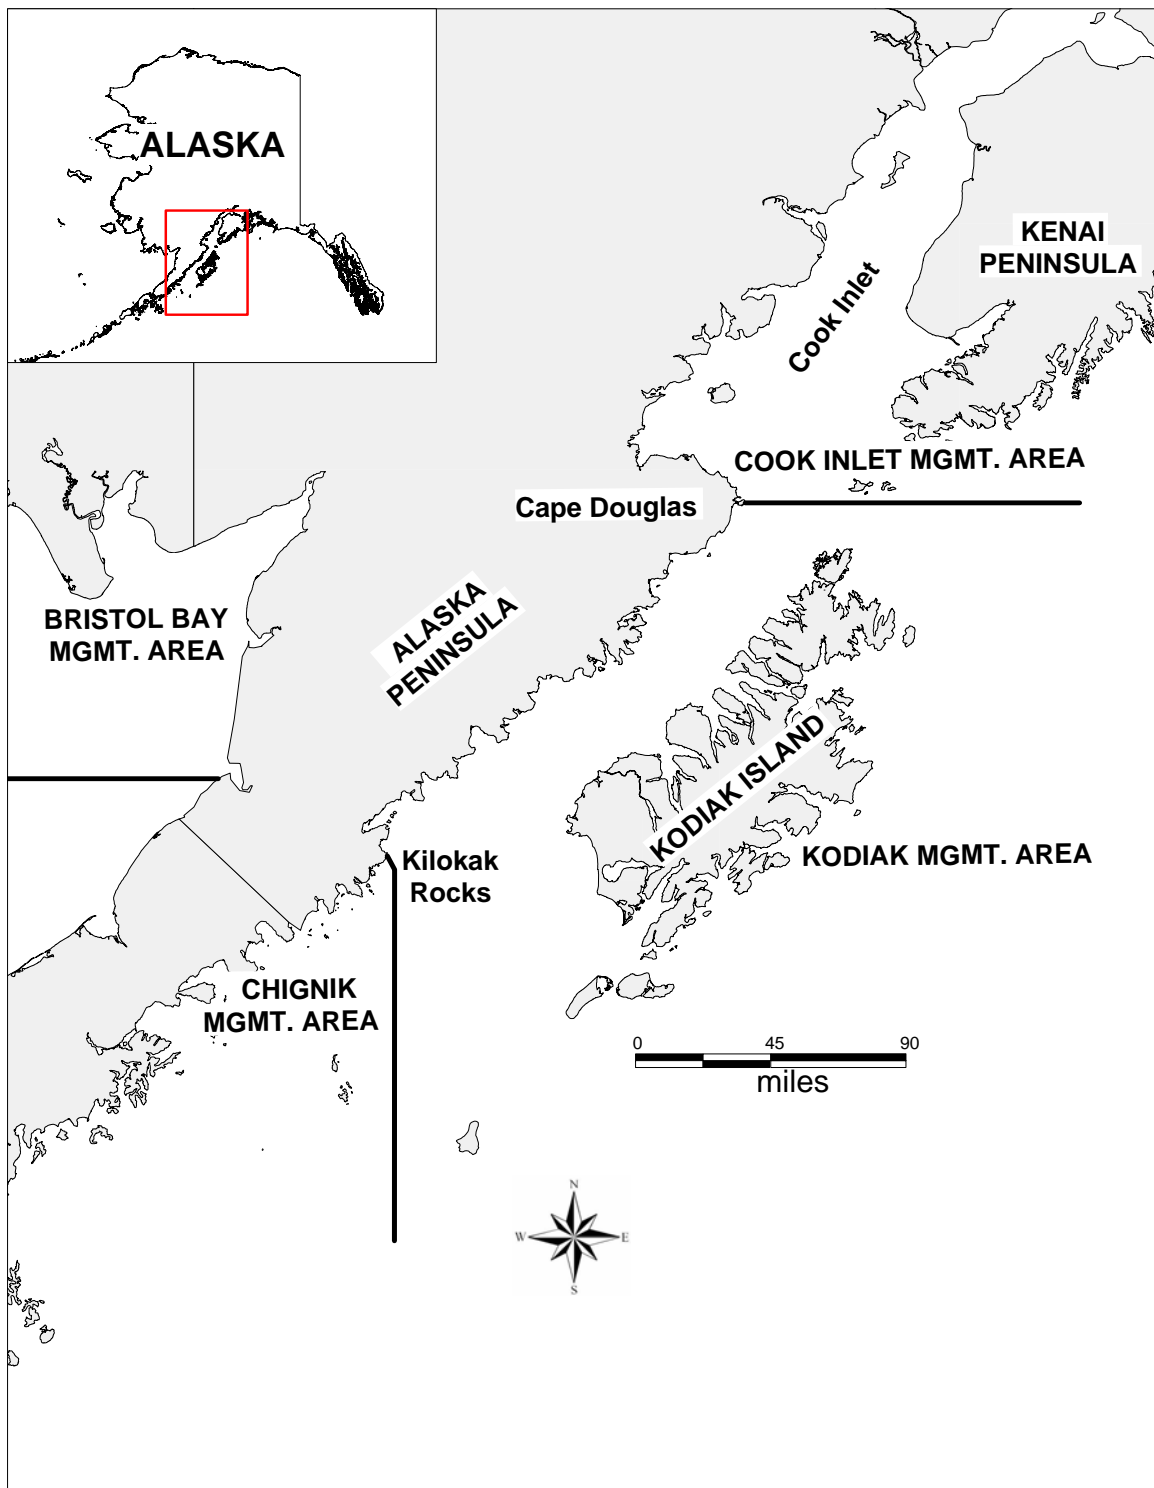 ALASKA
KENAI
PENINSULA
Cook Inlet
COOK INLET MGMT. AREA
Cape Douglas
BRISTOL BAY
MGMT. AREA
ALASKA
PENINSULA
KODIAK ISLAND
KODIAK MGMT. AREA
Kilokak
Rocks
CHIGNIK
MGMT. AREA
0 45 90
miles
N
W E
S